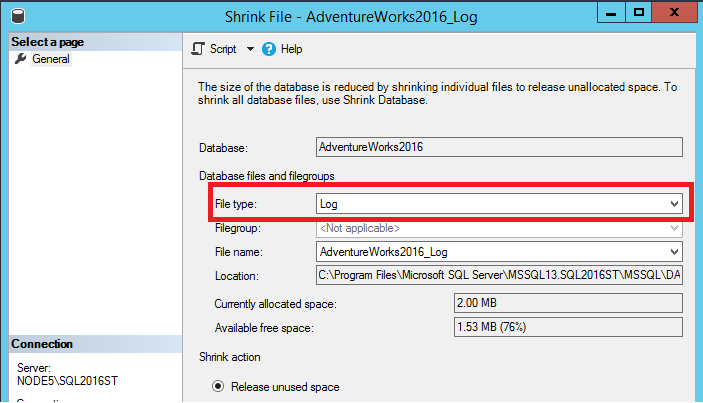 Shrink File - AdventureWorks2016_Log
Select a page
General
Script
Help
The size of the database is reduced by shrinking individual files to release unallocated space. To
shrink all database files, use Shrink Database.
Database:
AdventureWorks2016
Database files and filegroups
File type:
Log
Filegroup:
<Not applicable>
File name:
AdventureWorks2016_Log
Location:
C:\Program Files\Microsoft SQL Server\MSSQL13.SQL2016ST\MSSQL\DA
Currently allocated space:
2.00 MB
Available free space:
1.53 MB (76%)
Shrink action
Release unused space
Connection
Server:
NODE5\SQL2016ST